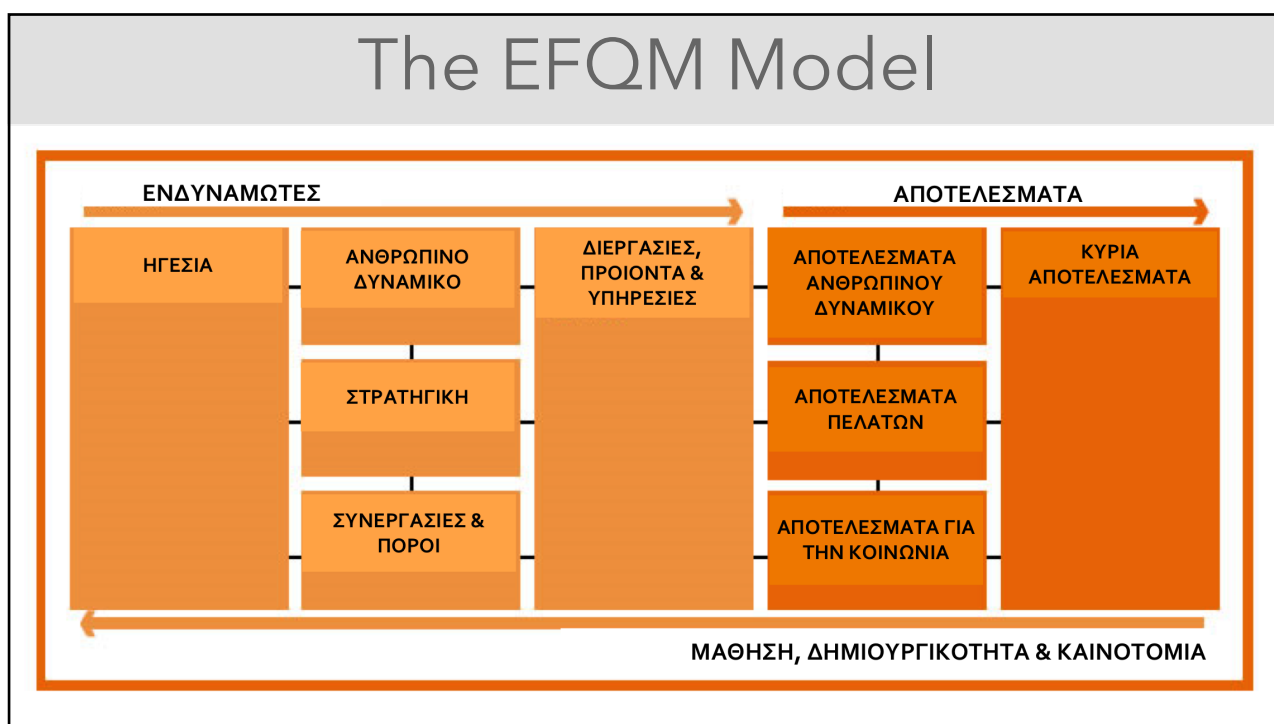 The EFQM Model
ΕΝΔΥΝΑΜΩΤΕΣ
ΑΠΟΤΕΛΕΣΜΑΤΑ
ΗΓΕΣΙΑ
ΑΝΘΡΩΠΙΝΟ
ΔΥΝΑΜΙΚΟ
ΣΤΡΑΤΗΓΙΚΗ
ΣΥΝΕΡΓΑΣΙΕΣ &
ΠΟΡΟΙ
ΔΙΕΡΓΑΣΙΕΣ,
ΠΡΟΙΟΝΤΑ &
ΥΠΗΡΕΣΙΕΣ
ΑΠΟΤΕΛΕΣΜΑΤΑ
ΑΝΘΡΩΠΙΝΟΥ
ΔΥΝΑΜΙΚΟΥ
ΑΠΟΤΕΛΕΣΜΑΤΑ
ΠΕΛΑΤΩΝ
ΑΠΟΤΕΛΕΣΜΑΤΑ ΓΙΑ
ΤΗΝ ΚΟΙΝΩΝΙΑ
ΚΥΡΙΑ
ΑΠΟΤΕΛΕΣΜΑΤΑ
ΜΑΘΗΣΗ, ΔΗΜΙΟΥΡΓΙΚΟΤΗΤΑ & ΚΑΙΝΟΤΟΜΙΑ